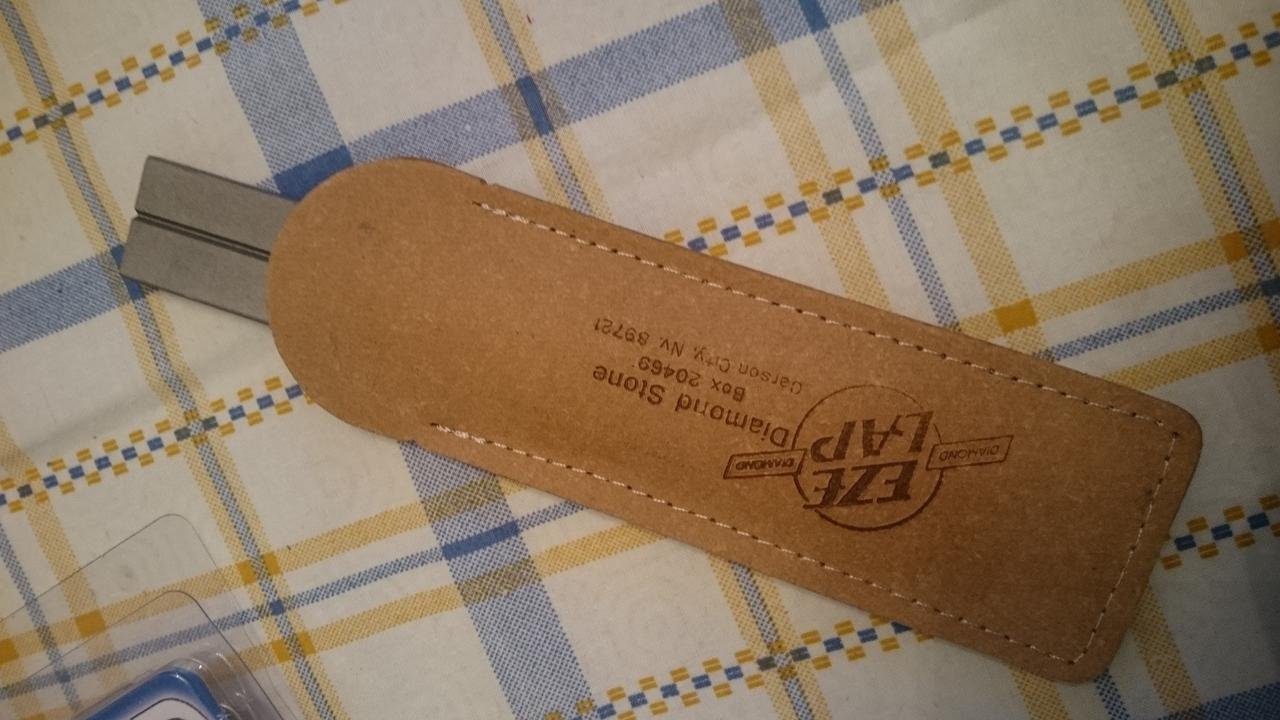 EZE
LAP
DIAMOND
DIAMOND
Diamond Stone
Box 20469
Carson City, Nv. 89721